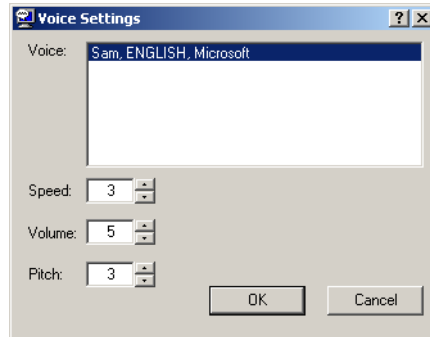 Voice Settings
Voice:
Sam, ENGLISH, Microsoft
Speed: 3
Volume: 5
Pitch: 3
OK Cancel